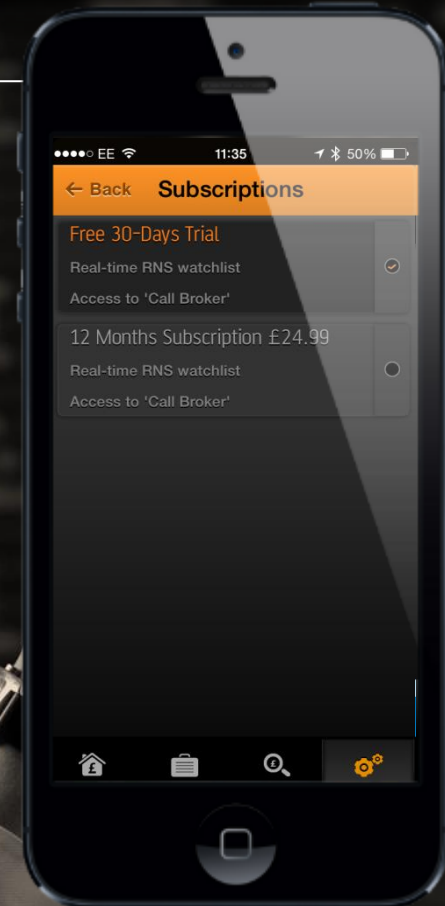 EE 11:35 50%
← Back Subscriptions
Free 30-Days Trial
Real-time RNS watchlist
Access to 'Call Broker'
12 Months Subscription £24.99
Real-time RNS watchlist
Access to 'Call Broker'